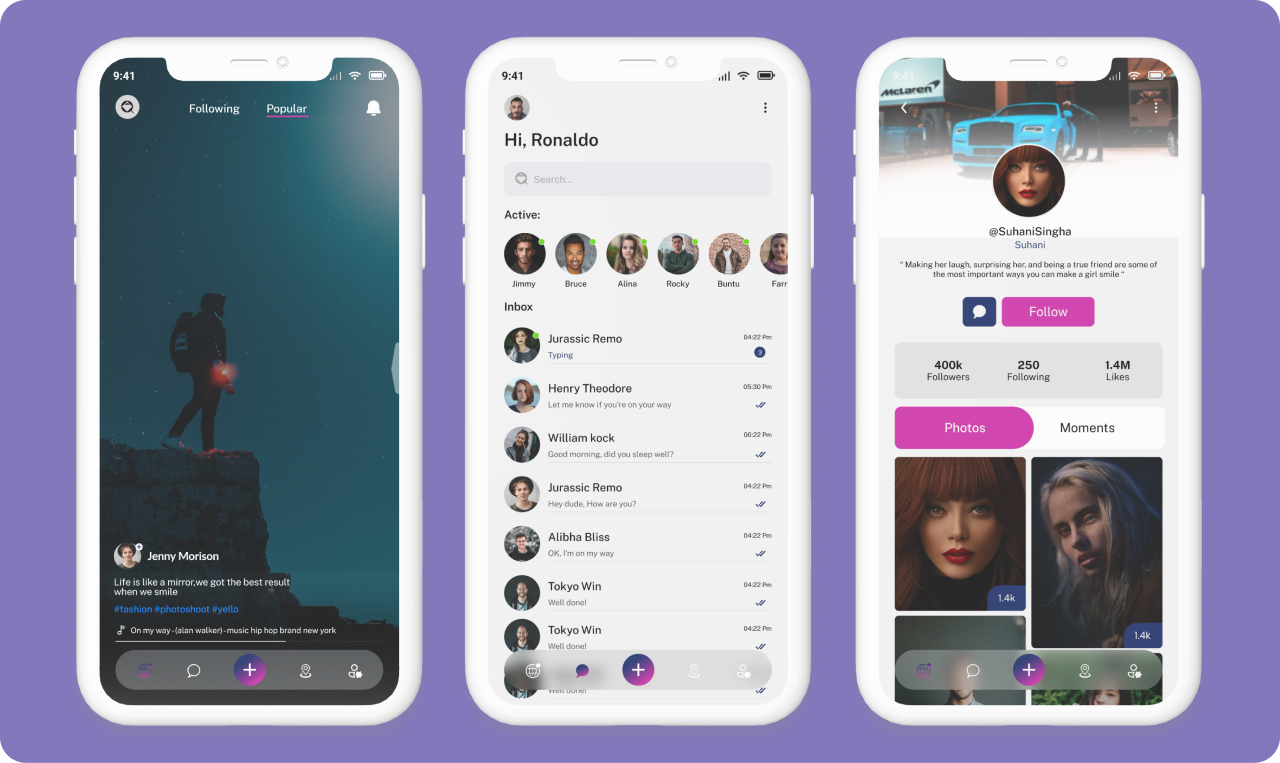 9:41
Following
Popular
Jenny Morison
Life is like a mirror,we got the best result
when we smile
#fashion #photoshoot #yello
On my way - (alan walker) - music hip hop brand new york
9:41
Hi, Ronaldo
Search...
Active:
Jimmy
Bruce
Alina
Rocky
Buntu
Farr
Inbox
Jurassic Remo
04:22 Pm
Typing
3
Henry Theodore
05:30 Pm
Let me know if you're on your way
William kock
06:22 Pm
Good morning, did you sleep well?
Jurassic Remo
04:22 Pm
Hey dude, How are you?
Alibha Bliss
04:22 Pm
OK, I'm on my way
Tokyo Win
04:22 Pm
Well done!
Tokyo Win
04:22 Pm
Well done!
Well done!
9:41
McLaren
@SuhaniSingha
Suhani
" Making her laugh, surprising her, and being a true friend are some of
the most important ways you can make a girl smile "
Follow
400k
250
1.4M
Followers
Following
Likes
Photos
Moments
1.4k
1.4k